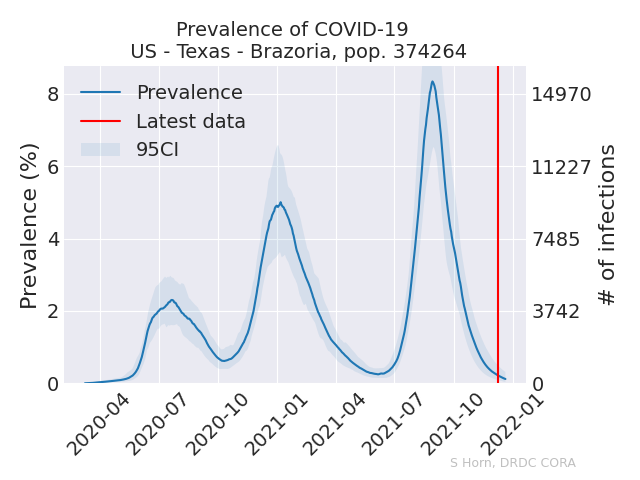 Prevalence of COVID-19
US - Texas - Brazoria, pop. 374264
Prevalence
Latest data
95CI
Prevalence (%)
8
6
4
2
0
14970
11227
7485
3742
0
# of infections
2020-04
2020-07
2020-10
2021-01
2021-04
2021-07
2021-10
2022-01
S Horn, DRDC CORA